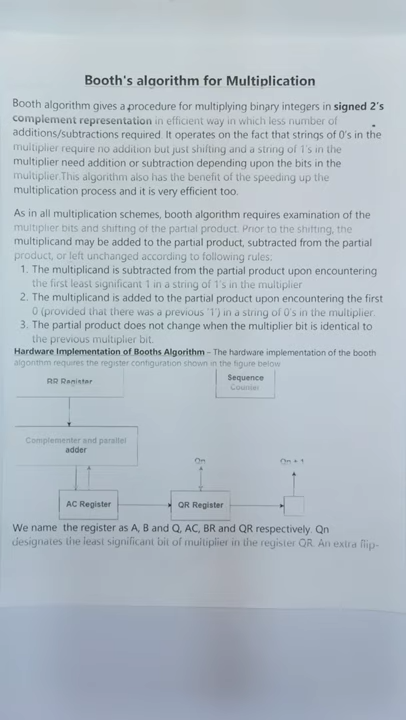 Booth's algorithm for Multiplication
Booth algorithm gives a procedure for multiplying binary integers in signed 2's
complement representation in efficient way in which less number of
additions/subtractions required. It operates on the fact that strings of 0's in the
multiplier require no addition but just shifting and a string of 1's in the
multiplier need addition or subtraction depending upon the bits in the
multiplier.This algorithm also has the benefit of the speeding up the
multiplication process and it is very efficient too.
As in all multiplication schemes, booth algorithm requires examination of the
multiplier bits and shifting of the partial product. Prior to the shifting, the
multiplicand may be added to the partial product, subtracted from the partial
product, or left unchanged according to following rules:
1. The multiplicand is subtracted from the partial product upon encountering
the first least significant 1 in a string of 1's in the multiplier
2. The multiplicand is added to the partial product upon encountering the first
0 (provided that there was a previous '1') in a string of 0's in the multiplier.
3. The partial product does not change when the multiplier bit is identical to
the previous multiplier bit.
Hardware Implementation of Booths Algorithm – The hardware implementation of the booth
algorithm requires the register configuration shown in the figure below
BR Register
Sequence
Counter
Complementer and parallel
adder
Qn
Qn + 1
AC Register
QR Register
We name the register as A, B and Q, AC, BR and QR respectively. Qn
designates the least significant bit of multiplier in the register QR. An extra flip-